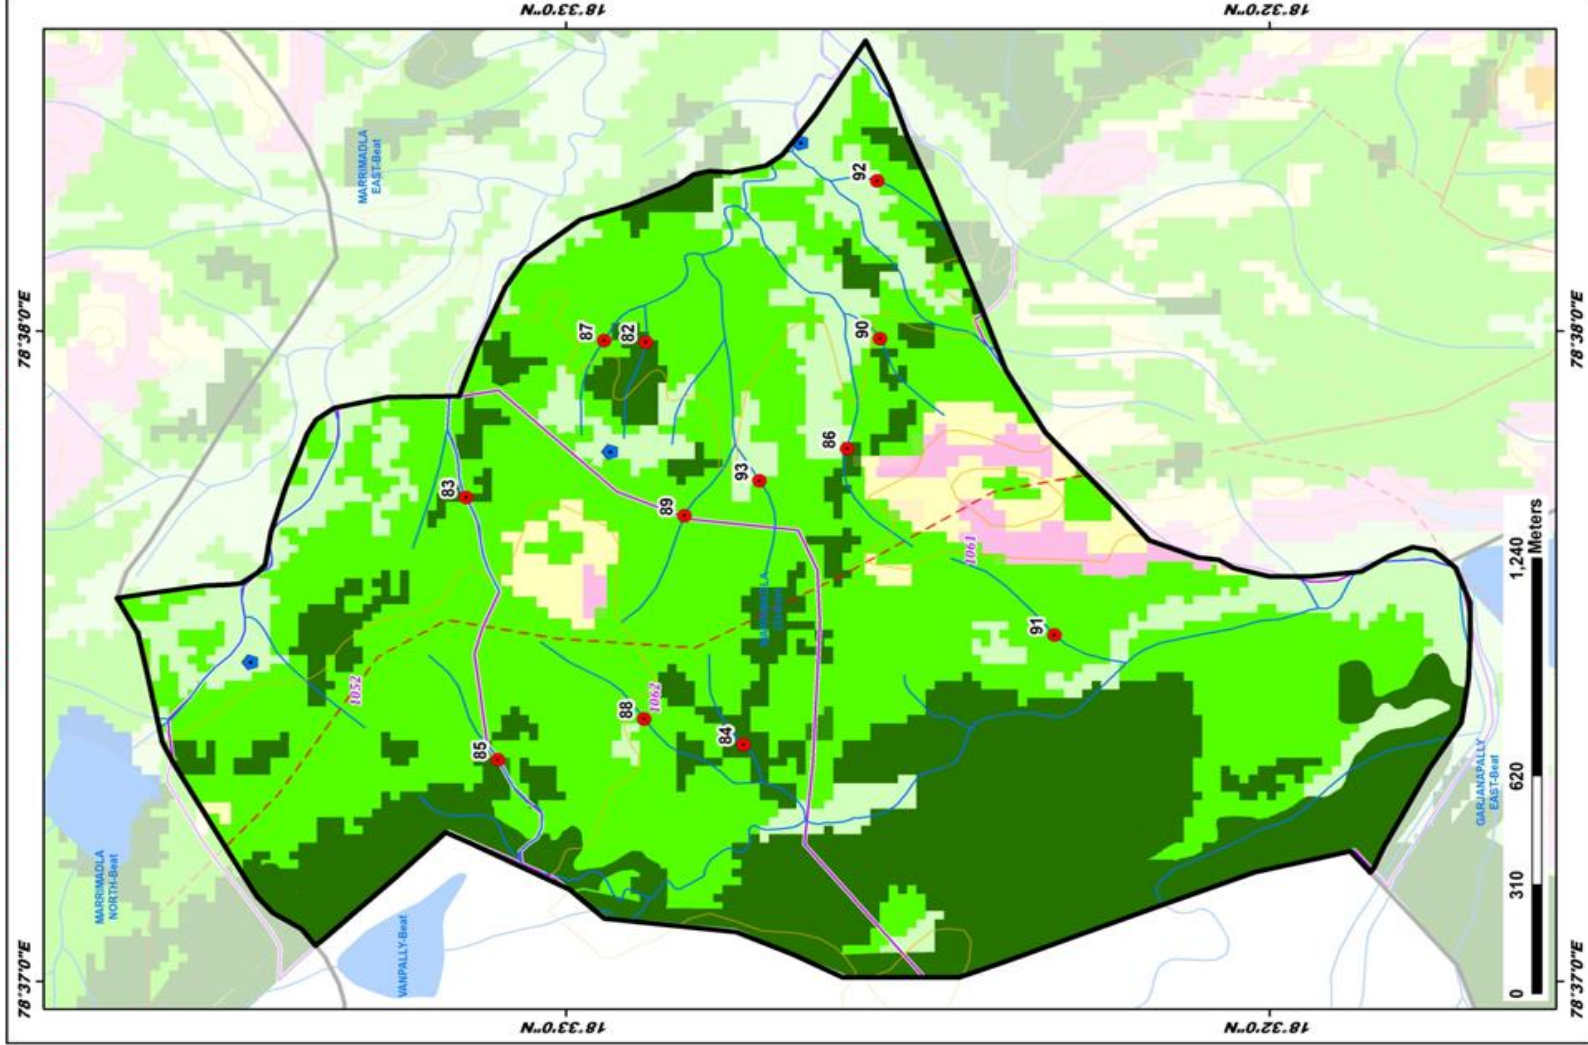 18°33'0"N
18°32'0"N
78°38'0"E
78°37'0"E
MARRIMADLA
EAST-Beat
MARRIMADLA
NORTH-Beat
VANPALLY-Beat
GARJANAPALLY
EAST-Beat
92
87
82
90
86
83
93
89
91
88
84
85
1052
1062
1061
0
310
620
1,240
Meters
78°38'0"E
78°37'0"E
18°33'0"N
18°32'0"N